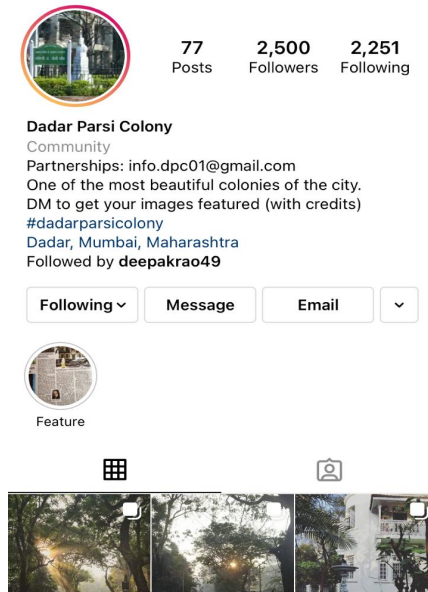 77
Posts
2,500
Followers
2,251
Following
Dadar Parsi Colony
Community
Partnerships: info.dpc01@gmail.com
One of the most beautiful colonies of the city.
DM to get your images featured (with credits)
#dadarparsicolony
Dadar, Mumbai, Maharashtra
Followed by deepakrao49
Following
Message
Email
Feature